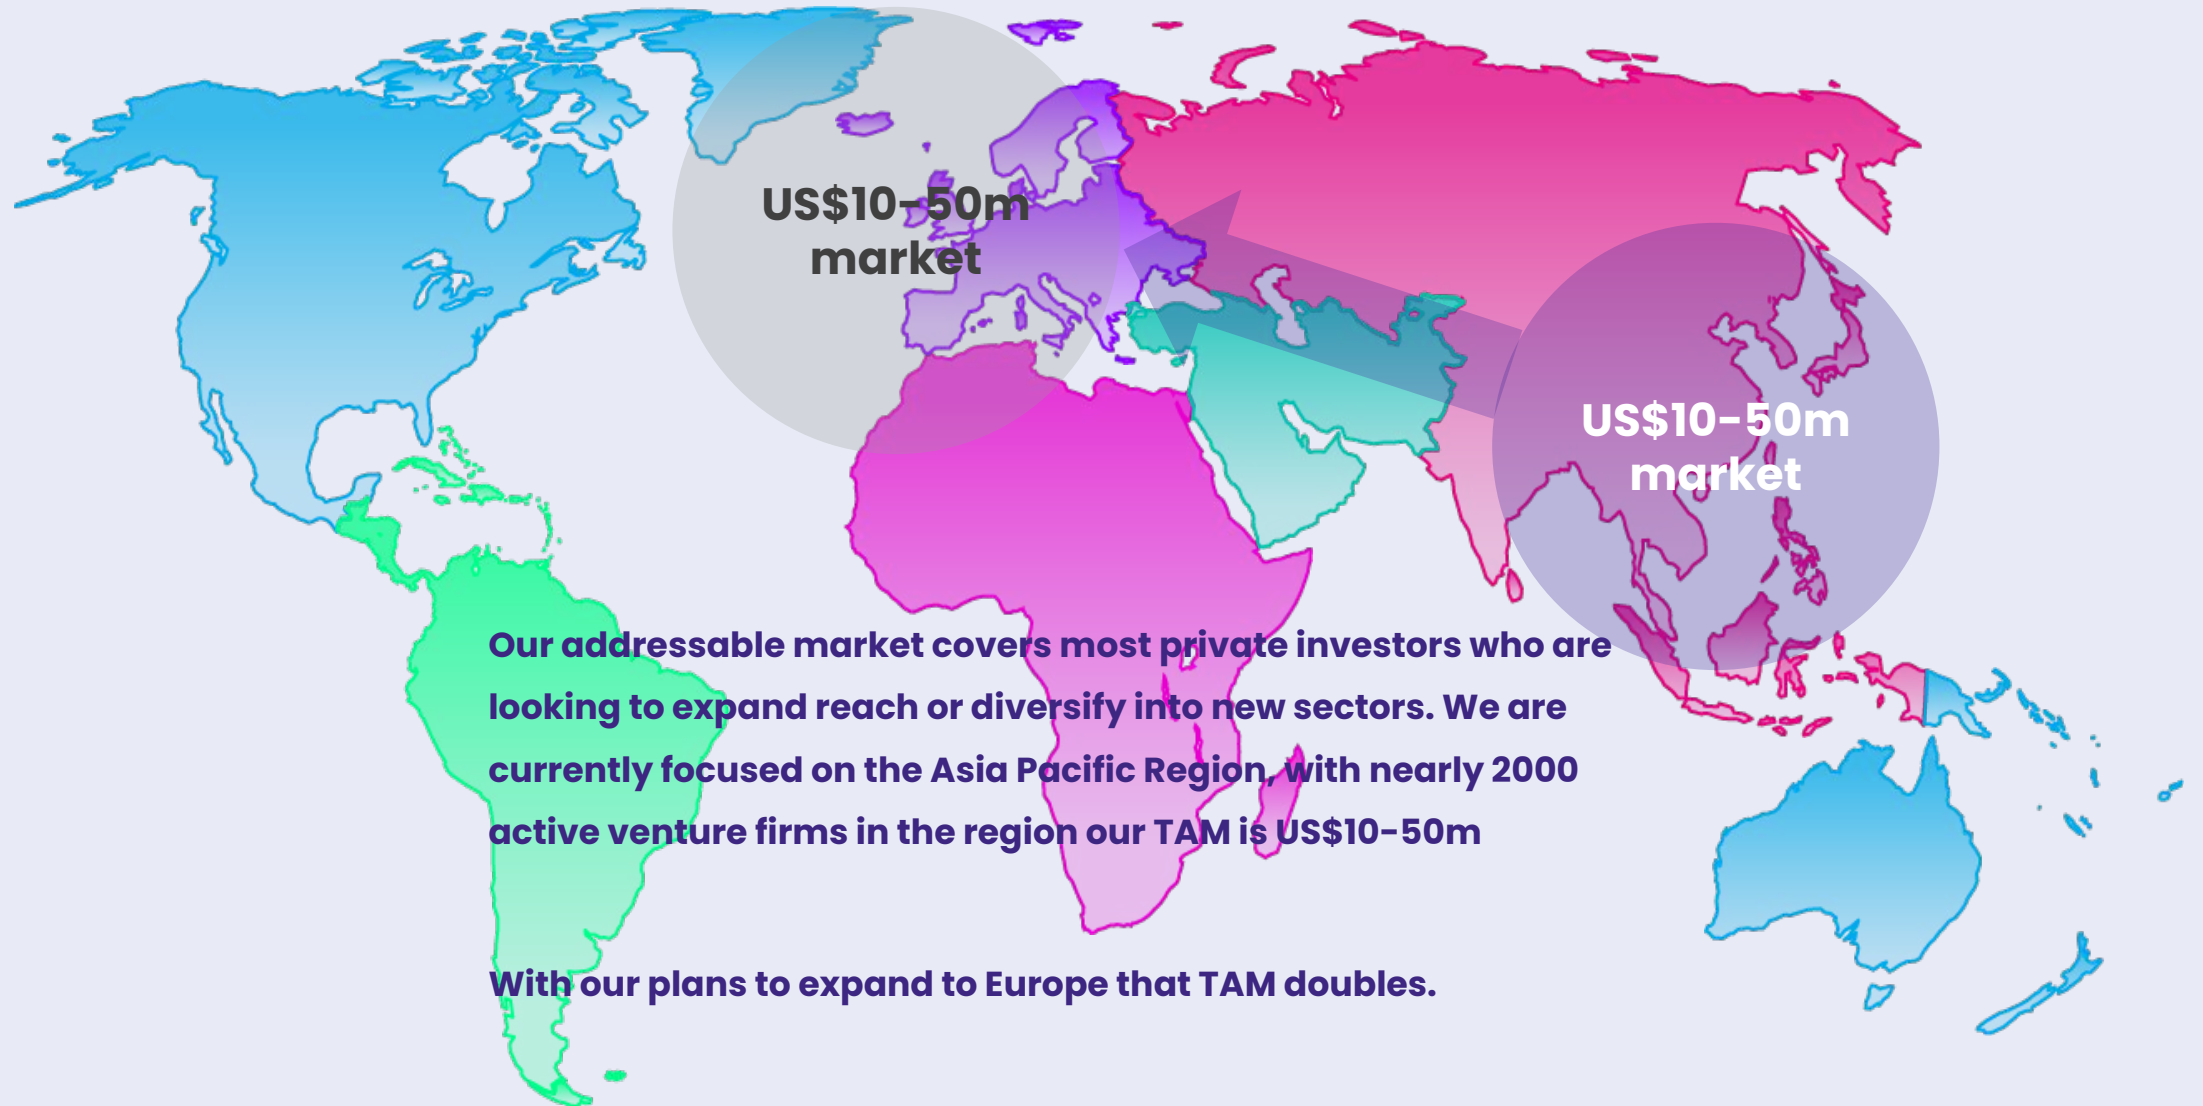 US$10-50m
market
US$10-50m
market
Our addressable market covers most private investors who are
looking to expand reach or diversify into new sectors. We are
currently focused on the Asia Pacific Region, with nearly 2000
active venture firms in the region our TAM is US$10-50m
With our plans to expand to Europe that TAM doubles.